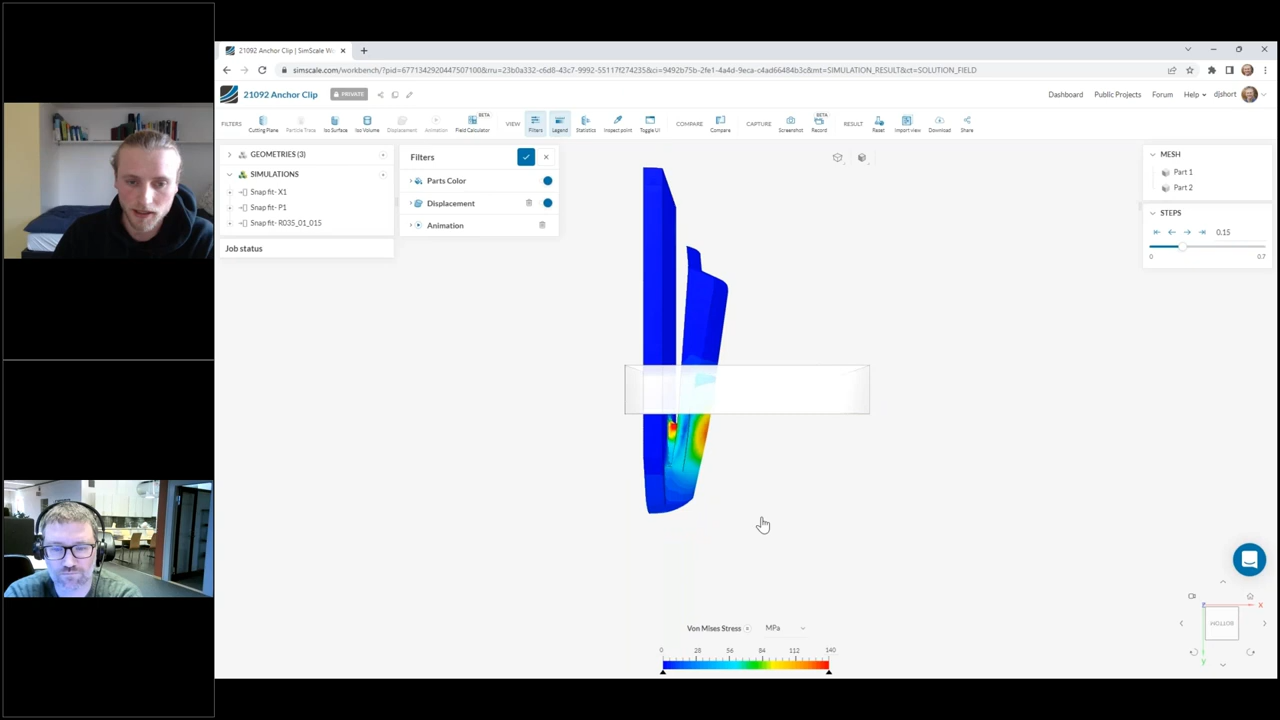 21092 Anchor Clip | SimScale Wo
simscale.com/workbench/?pid=6771342920447507100&rru=23b0a332-c6d8-43c7-9992-55117f274235&ci=9492b75b-2fe1-4a4d-9eca-c4ad66484b3c&mt=SIMULATION_RESULT&ct=SOLUTION_FIELD
21092 Anchor Clip
PRIVATE
Dashboard
Public Projects
Forum
Help
djshort
FILTERS
Cutting Plane
Particle Trace
Iso Surface
Iso Volume
Displacement
Animation
BETA
Field Calculator
VIEW
Filters
Legend
Statistics
Inspect point
Toggle UI
COMPARE
Compare
CAPTURE
Screenshot
BETA
Record
RESULT
Reset
Import view
Download
Share
GEOMETRIES (3)
SIMULATIONS
Snap fit- X1
Snap fit- P1
Snap fit- R035_01_015
Job status
Filters
Parts Color
Displacement
Animation
MESH
Part 1
Part 2
STEPS
0.15
0
0.7
Von Mises Stress
MPa
0 28 56 84 112 140
BOTTOM
X
Y